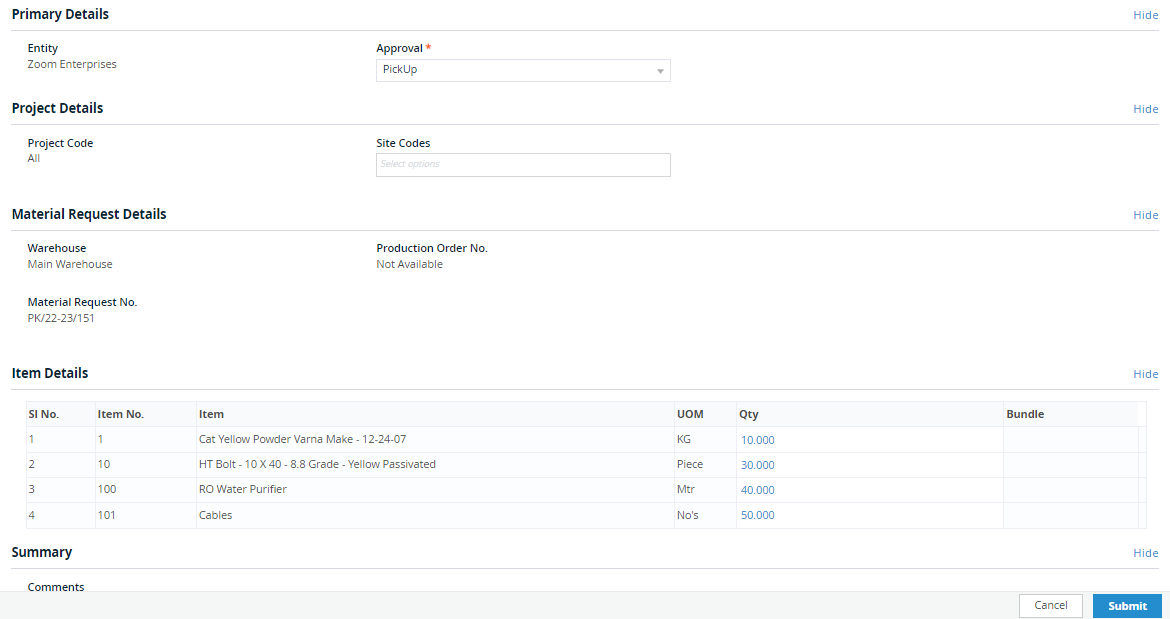 Primary Details Hide
Entity Approval *
Zoom Enterprises PickUp
Project Details Hide
Project Code Site Codes
All Select options
Material Request Details Hide
Warehouse Production Order No.
Main Warehouse Not Available
Material Request No.
PK/22-23/151
Item Details Hide
Sl No. Item No. Item UOM Qty Bundle
1 1 Cat Yellow Powder Varna Make - 12-24-07 KG 10.000
2 10 HT Bolt - 10 X 40 - 8.8 Grade - Yellow Passivated Piece 30.000
3 100 RO Water Purifier Mtr 40.000
4 101 Cables No's 50.000
Summary Hide
Comments
Cancel Submit